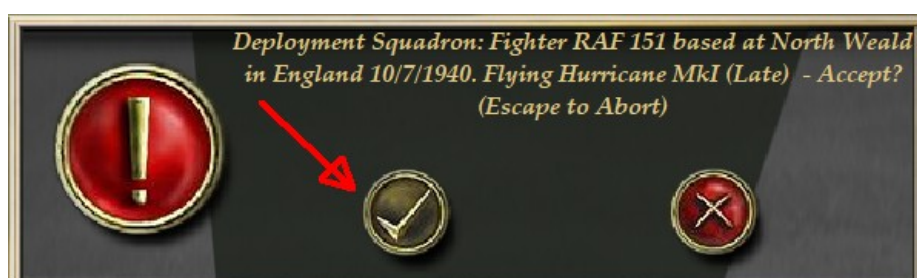 Deployment Squadron: Fighter RAF 151 based at North Weald
in England 10/7/1940. Flying Hurricane MkI (Late) - Accept?
(Escape to Abort)